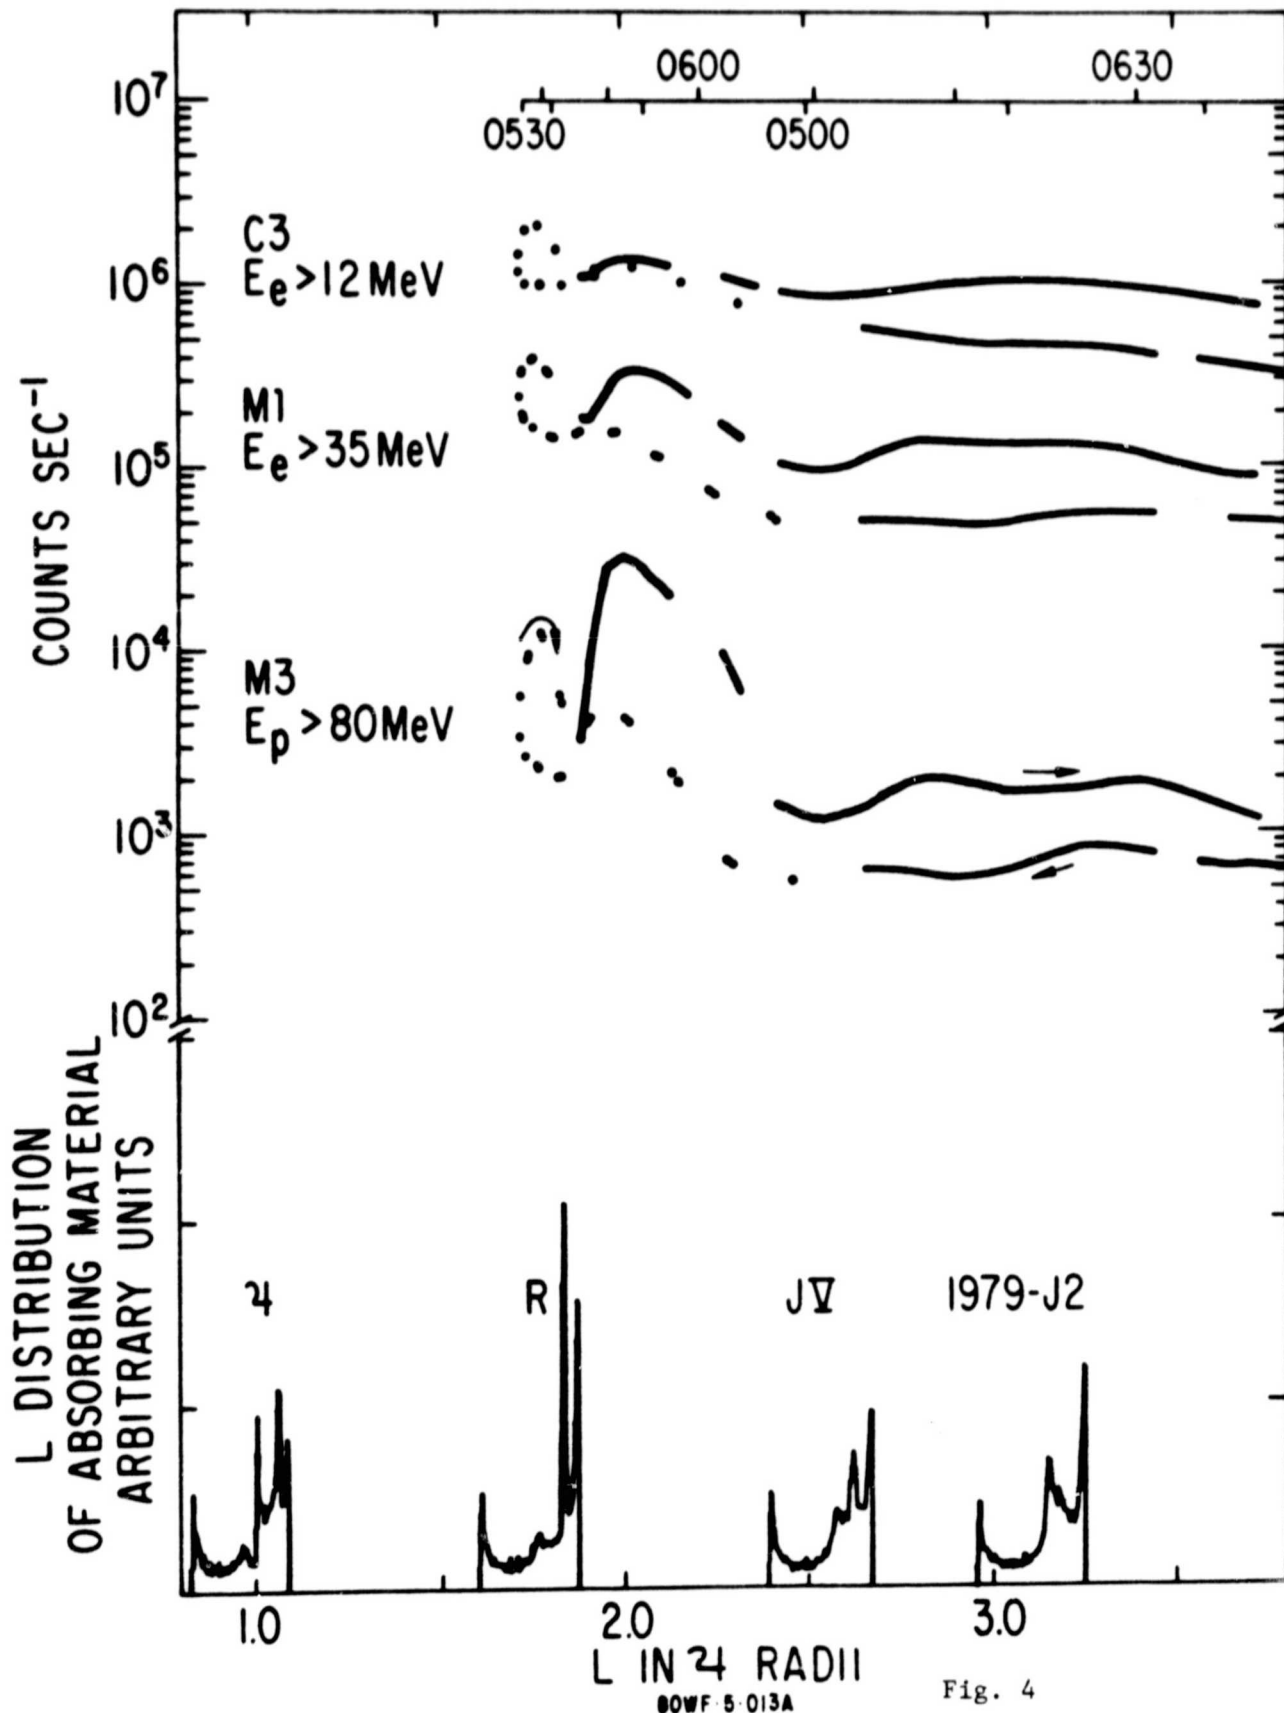 0600 0630
10⁷
0530 0500
C3
Eₑ > 12 MeV
10⁶
M1
Eₑ > 35 MeV
10⁵
COUNTS SEC⁻¹
10⁴
M3
Eₚ > 80 MeV
10³
10²
L DISTRIBUTION
OF ABSORBING MATERIAL
ARBITRARY UNITS
♃ R JⅤ 1979-J2
1.0 2.0 3.0
L IN ♃ RADII
BOWF·5·013A
Fig. 4